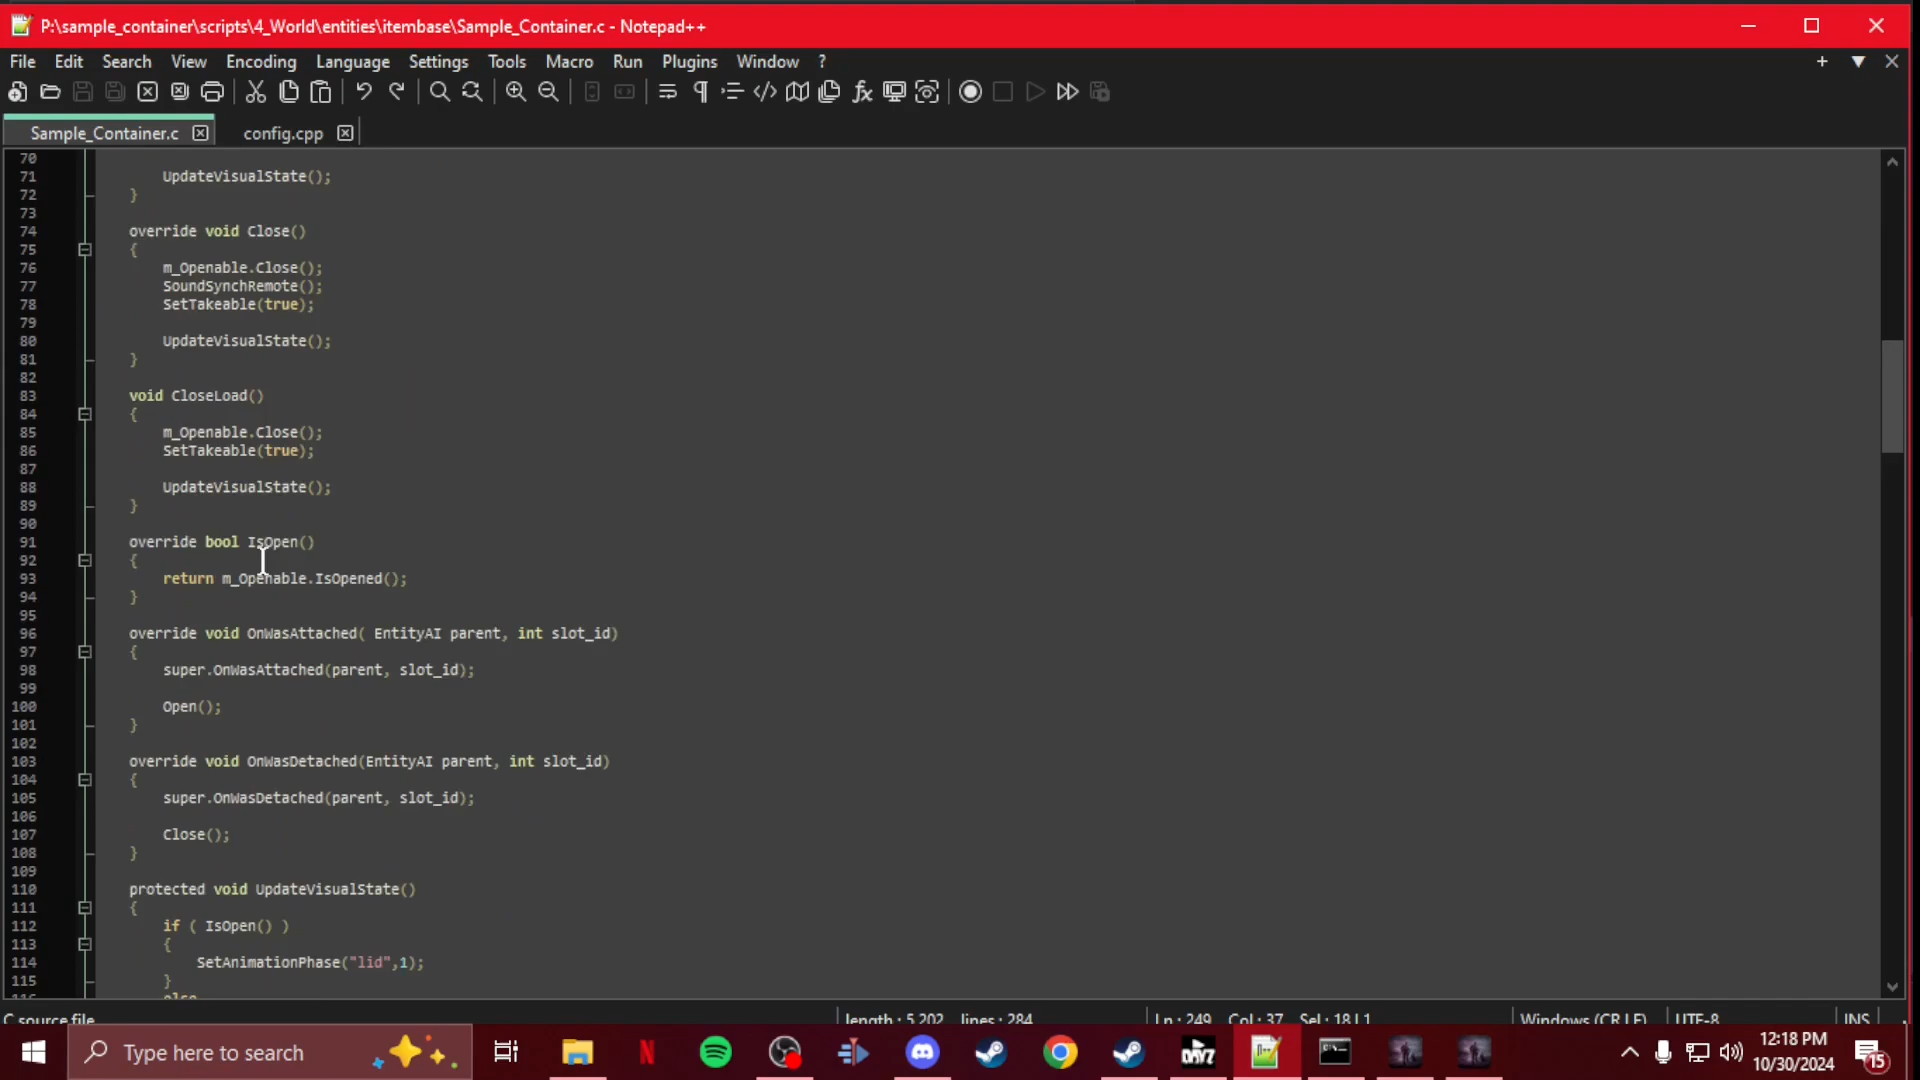 P:\sample_container\scripts\4_World\entities\itembase\Sample_Container.c - Notepad++
File Edit Search View Encoding Language Settings Tools Macro Run Plugins Window ?
Sample_Container.c config.cpp
70
71 UpdateVisualState();
72 }
73
74 override void Close()
75 {
76 m_Openable.Close();
77 SoundSynchRemote();
78 SetTakeable(true);
79
80 UpdateVisualState();
81 }
82
83 void CloseLoad()
84 {
85 m_Openable.Close();
86 SetTakeable(true);
87
88 UpdateVisualState();
89 }
90
91 override bool IsOpen()
92 {
93 return m_Openable.IsOpened();
94 }
95
96 override void OnWasAttached( EntityAI parent, int slot_id)
97 {
98 super.OnWasAttached(parent, slot_id);
99
100 Open();
101 }
102
103 override void OnWasDetached(EntityAI parent, int slot_id)
104 {
105 super.OnWasDetached(parent, slot_id);
106
107 Close();
108 }
109
110 protected void UpdateVisualState()
111 {
112 if ( IsOpen() )
113 {
114 SetAnimationPhase("lid",1);
115 }
116 else
C source file length : 5,202 lines : 284 Ln : 249 Col : 37 Sel : 18 | 1 Windows (CR LF) UTF-8 INS
Type here to search
DAYZ
12:18 PM
10/30/2024
15